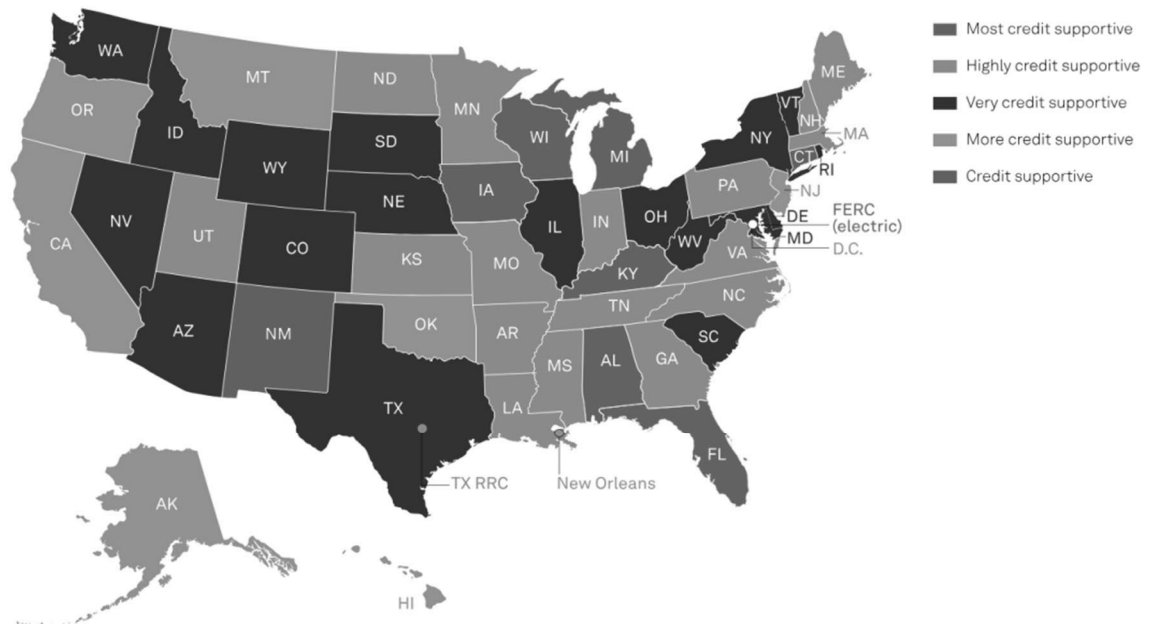 Most credit supportive
Highly credit supportive
Very credit supportive
More credit supportive
Credit supportive
WA
MT
ND
MN
ME
OR
ID
SD
WI
VT
NH
MA
NY
MI
CT
RI
WY
IA
PA
NJ
NE
NV
UT
CO
IL
IN
OH
DE
FERC
(electric)
MD
D.C.
CA
KS
MO
WV
VA
KY
NC
TN
AZ
NM
OK
AR
SC
MS
AL
GA
TX
LA
FL
TX RRC
New Orleans
AK
HI